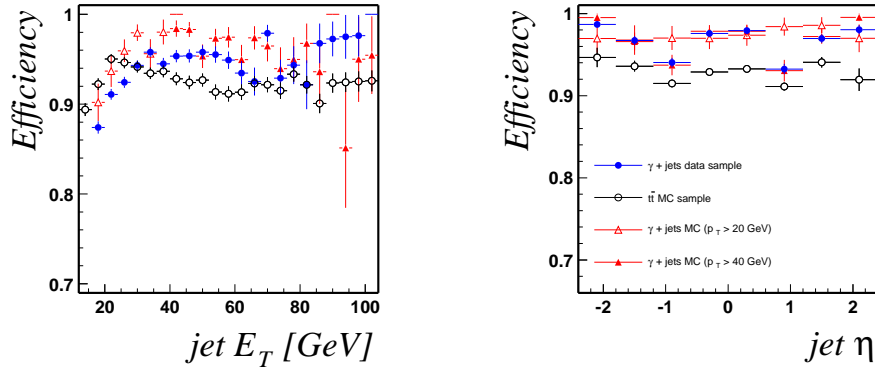 Efficiency
1
0.9
0.8
0.7
20 40 60 80 100
jet E_T [GeV]
Efficiency
1
0.9
0.8
0.7
γ + jets data sample
tt̄ MC sample
γ + jets MC (p_T > 20 GeV)
γ + jets MC (p_T > 40 GeV)
-2 -1 0 1 2
jet η